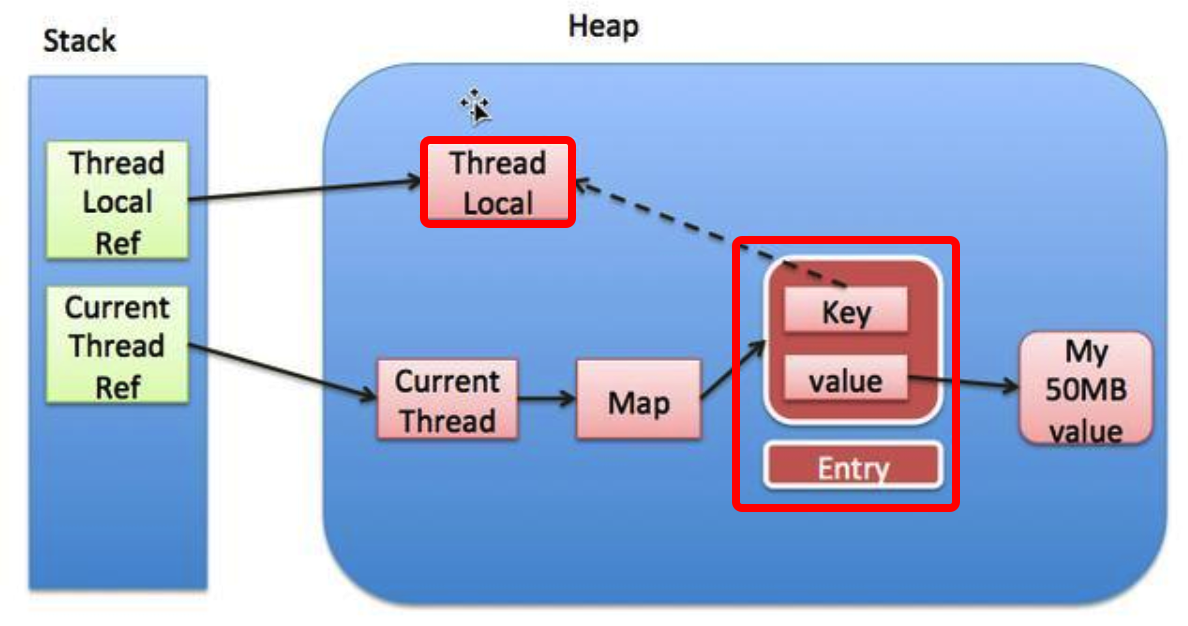 Stack
Heap
Thread
Local
Ref
Thread
Local
Current
Thread
Ref
Current
Thread
Map
Key
value
Entry
My
50MB
value